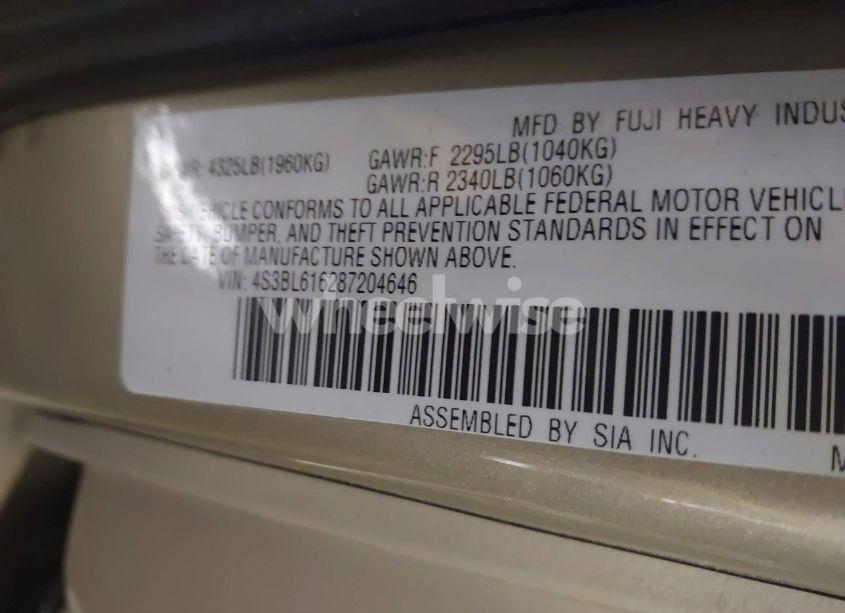 MFD BY FUJI HEAVY INDUS
GAWR: 4325LB(1960KG) GAWR:F 2295LB(1040KG)
GAWR:R 2340LB(1060KG)
VEHICLE CONFORMS TO ALL APPLICABLE FEDERAL MOTOR VEHICLE
SAFETY, BUMPER, AND THEFT PREVENTION STANDARDS IN EFFECT ON
THE DATE OF MANUFACTURE SHOWN ABOVE.
VIN: 4S3BL616287204646
wheelwise
ASSEMBLED BY SIA INC.
M